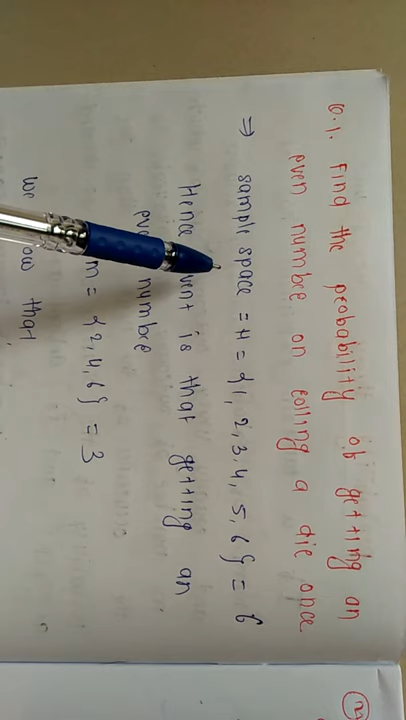 Q.1. Find the probability of getting an
even number on rolling a die once
⇒ sample space = n = {1, 2, 3, 4, 5, 6} = 6
Hence is that getting an
number
m = {2, 4, 6} = 3
we that